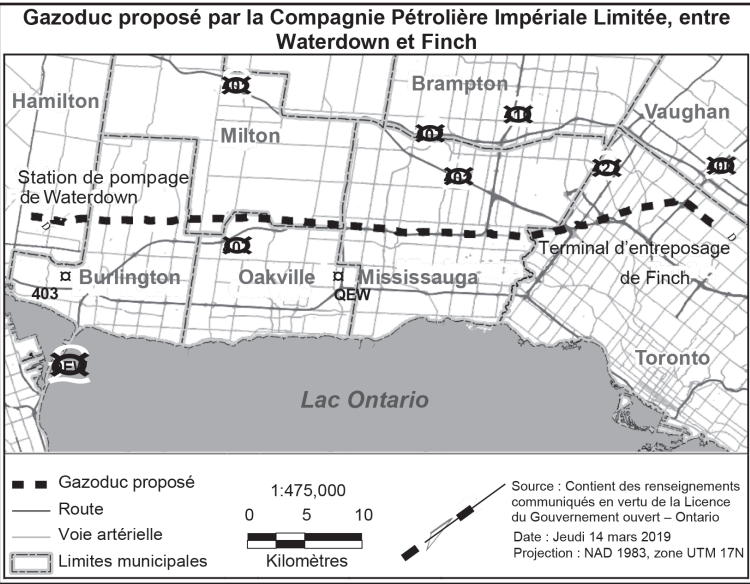 Gazoduc proposé par la Compagnie Pétrolière Impériale Limitée, entre
Waterdown et Finch
Brampton
Hamilton
Vaughan
Milton
Station de pompage
de Waterdown
Terminal d'entreposage
de Finch
Burlington
Oakville
Mississauga
403
QEW
Toronto
Lac Ontario
Gazoduc proposé
Route
Voie artérielle
Limites municipales
1:475,000
0 5 10
Kilomètres
Source : Contient des renseignements
communiqués en vertu de la Licence
du Gouvernement ouvert – Ontario
Date : Jeudi 14 mars 2019
Projection : NAD 1983, zone UTM 17N